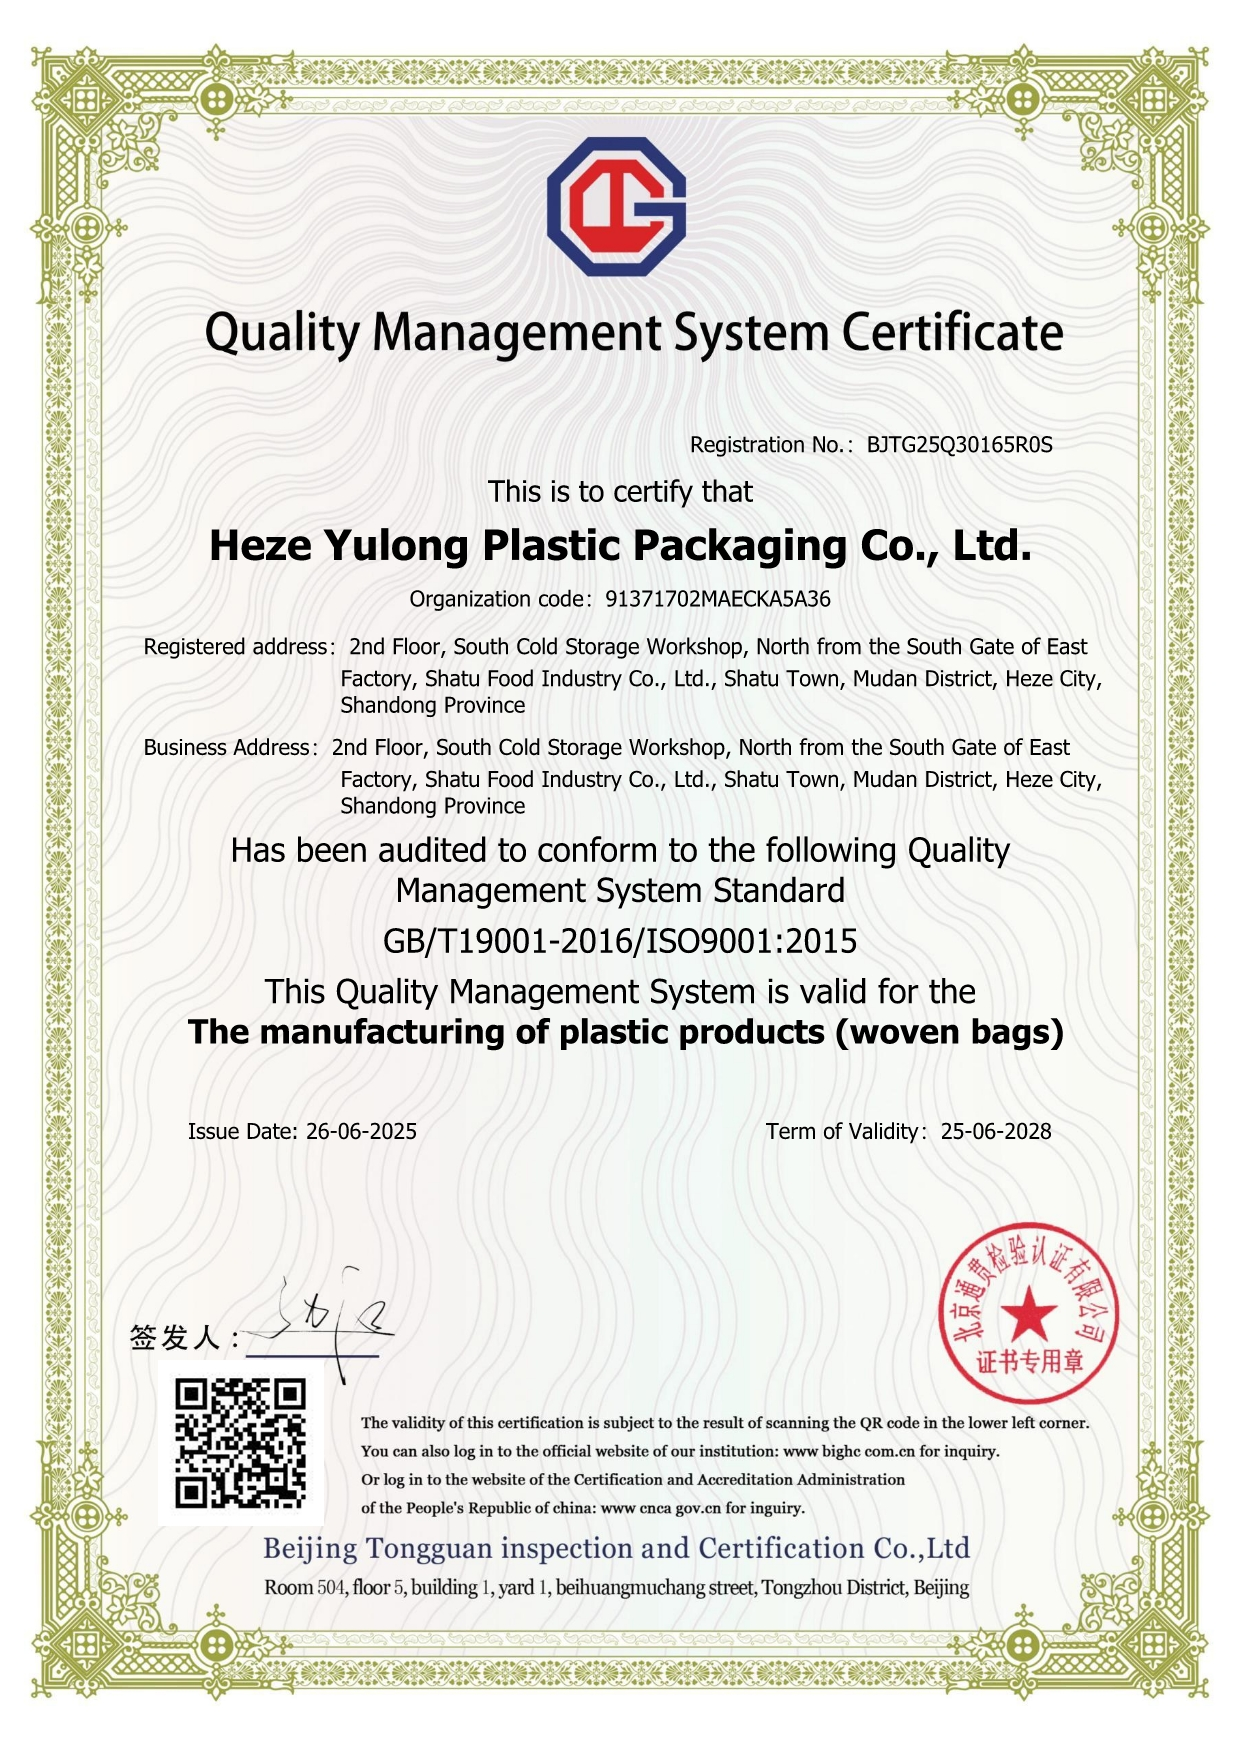 Quality Management System Certificate
Registration No.：BJTG25Q30165R0S
This is to certify that
Heze Yulong Plastic Packaging Co., Ltd.
Organization code：91371702MAECKA5A36
Registered address：2nd Floor, South Cold Storage Workshop, North from the South Gate of East
Factory, Shatu Food Industry Co., Ltd., Shatu Town, Mudan District, Heze City,
Shandong Province
Business Address：2nd Floor, South Cold Storage Workshop, North from the South Gate of East
Factory, Shatu Food Industry Co., Ltd., Shatu Town, Mudan District, Heze City,
Shandong Province
Has been audited to conform to the following Quality
Management System Standard
GB/T19001-2016/ISO9001:2015
This Quality Management System is valid for the
The manufacturing of plastic products (woven bags)
Issue Date: 26-06-2025
Term of Validity：25-06-2028
北京通贯检验认证有限公司
证书专用章
签发人：
The validity of this certification is subject to the result of scanning the QR code in the lower left corner.
You can also log in to the official website of our institution: www bighc com.cn for inquiry.
Or log in to the website of the Certification and Accreditation Administration
of the People's Republic of china: www cnca gov.cn for inguiry.
Beijing Tongguan inspection and Certification Co.,Ltd
Room 504, floor 5, building 1, yard 1, beihuangmuchang street, Tongzhou District, Beijing